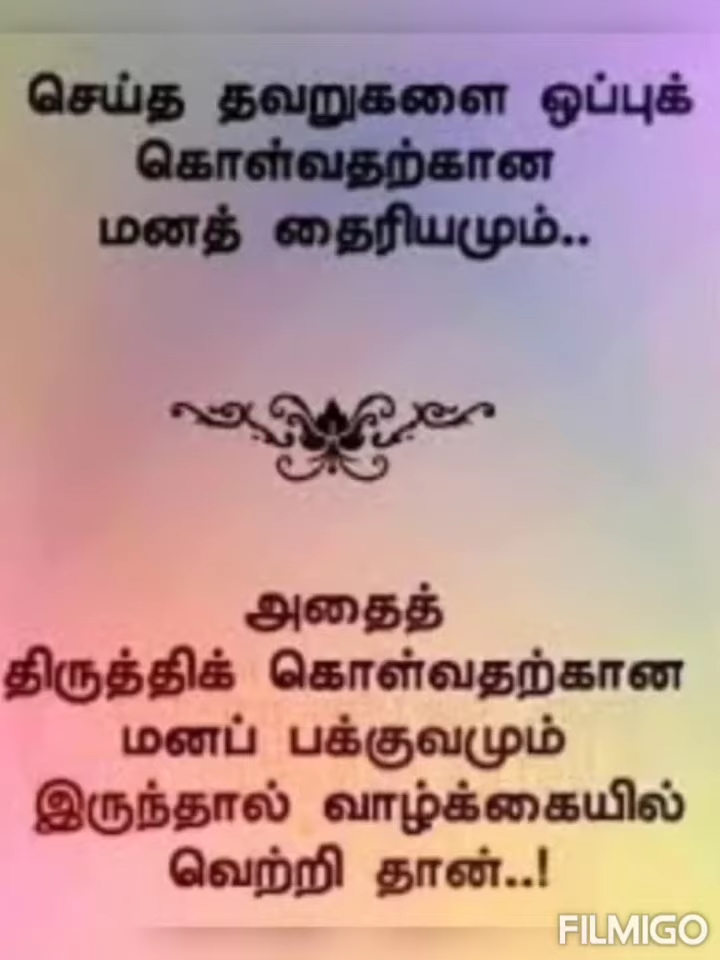 செய்த தவறுகளை ஒப்புக்
கொள்வதற்கான
மனத் தைரியமும்..
அதைத்
திருத்திக் கொள்வதற்கான
மனப் பக்குவமும்
இருந்தால் வாழ்க்கையில்
வெற்றி தான்..!
FILMIGO